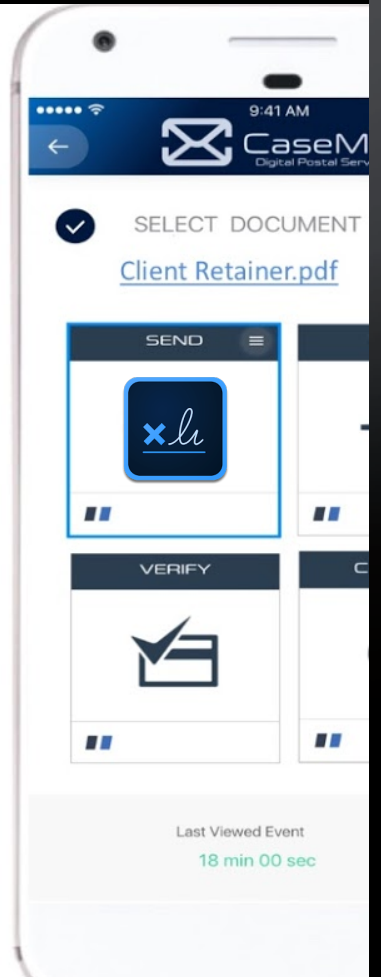 9:41 AM
CaseM
Digital Postal Serv
SELECT DOCUMENT
Client Retainer.pdf
SEND
VERIFY
C
Last Viewed Event
18 min 00 sec